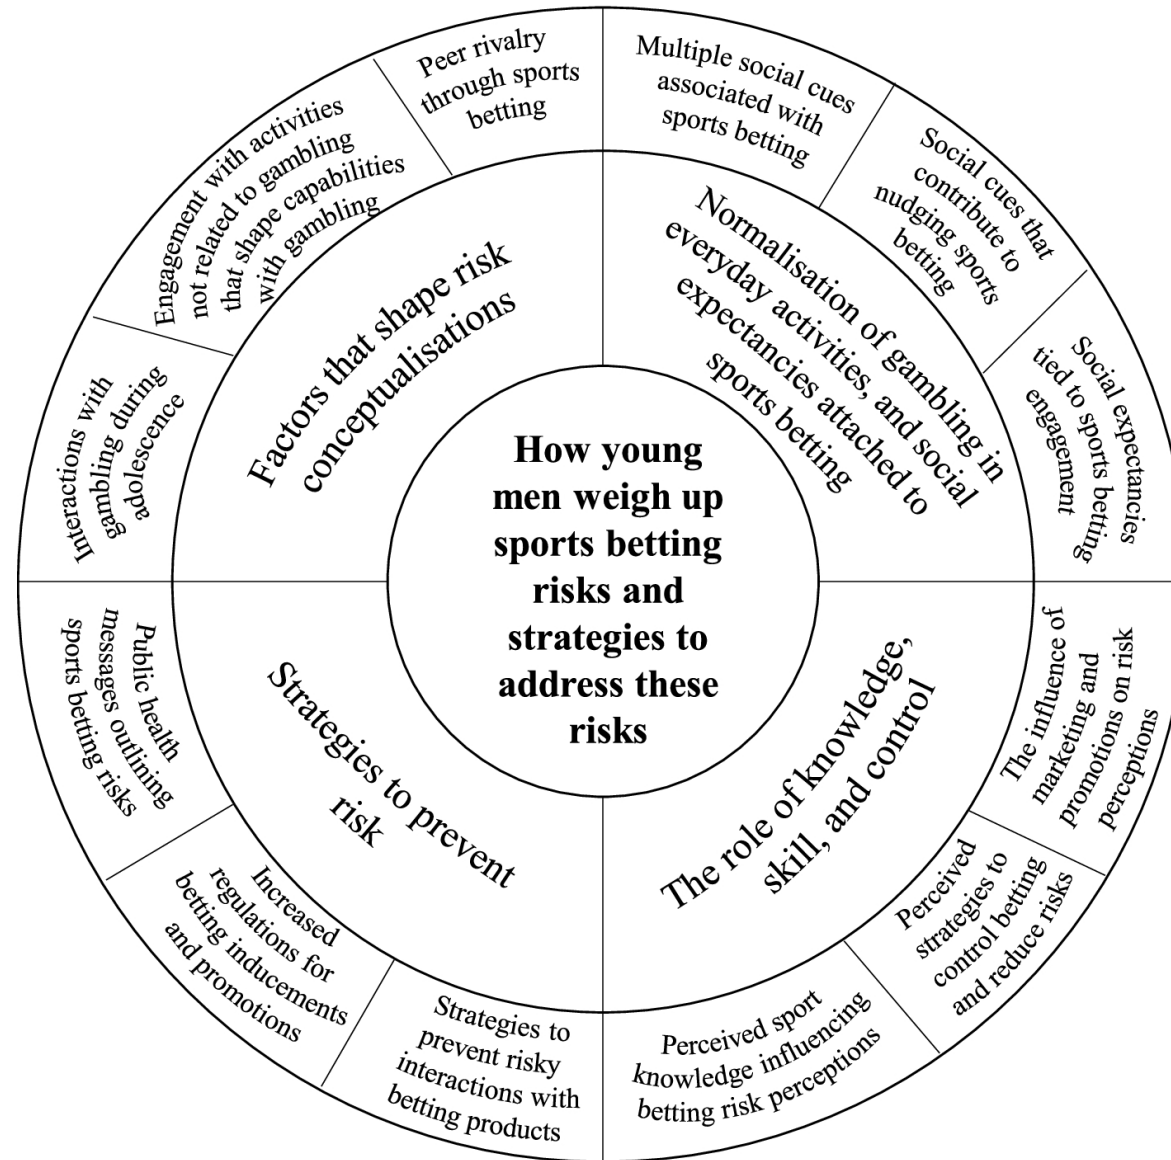 How young
men weigh up
sports betting
risks and
strategies to
address these
risks
Normalisation of gambling in
everyday activities, and social
expectancies attached to
sports betting
Multiple social cues
associated with
sports betting
Social cues that
contribute to
nudging sports
betting
Social expectancies
tied to sports betting
engagement
The role of knowledge,
skill, and control
The influence of
marketing and
promotions on risk
perceptions
Perceived
strategies to
control betting
and reduce risks
Perceived sport
knowledge influencing
betting risk perceptions
Strategies to prevent
risk
Strategies to
prevent risky
interactions with
betting products
Increased
regulations for
betting inducements
and promotions
Public health
messages outlining
sports betting risks
Factors that shape risk
conceptualisations
Interactions with
gambling during
adolescence
Engagement with activities
not related to gambling
that shape capabilities
with gambling
Peer rivalry
through sports
betting